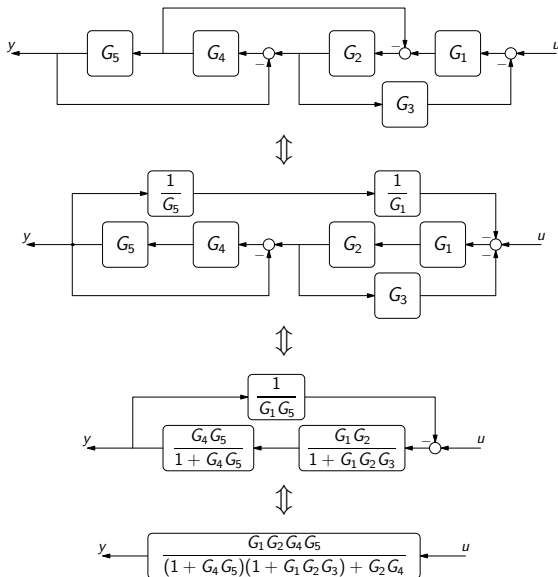 y G₅ G₄ − G₂ − G₁ − u
G₃
⇕
1/G₅ 1/G₁
y G₅ G₄ − G₂ G₁ − − u
G₃
⇕
1/(G₁G₅)
y G₄G₅/(1 + G₄G₅) G₁G₂/(1 + G₁G₂G₃) − u
⇕
y G₁G₂G₄G₅/((1 + G₄G₅)(1 + G₁G₂G₃) + G₂G₄) u